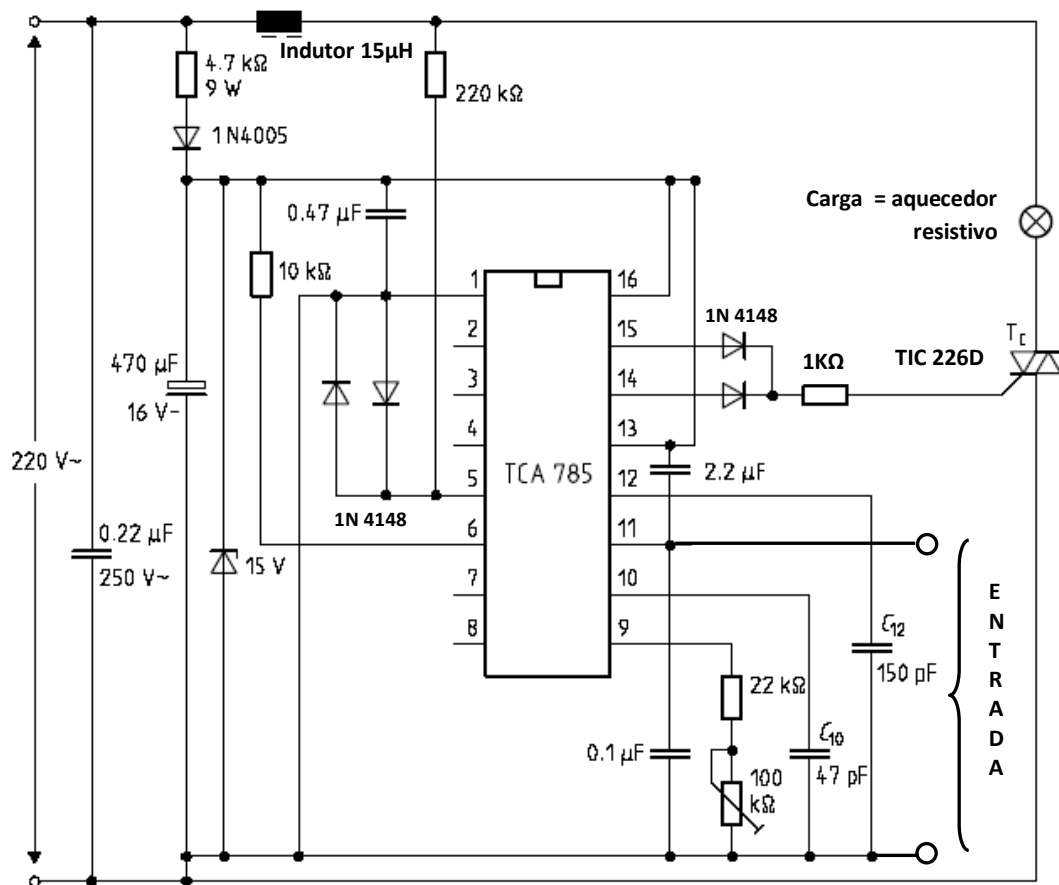 Indutor 15µH
4.7 kΩ
9 W
220 kΩ
1N4005
0.47 µF
Carga = aquecedor
resistivo
10 kΩ
1
16
2
15
1N 4148
3
14
1KΩ
TIC 226D
470 µF
16 V-
4
13
TCA 785
2.2 µF
220 V~
5
12
1N 4148
0.22 µF
250 V~
15 V
6
11
7
10
8
9
C12
150 pF
22 kΩ
0.1 µF
C10
47 pF
100
kΩ
E
N
T
R
A
D
A